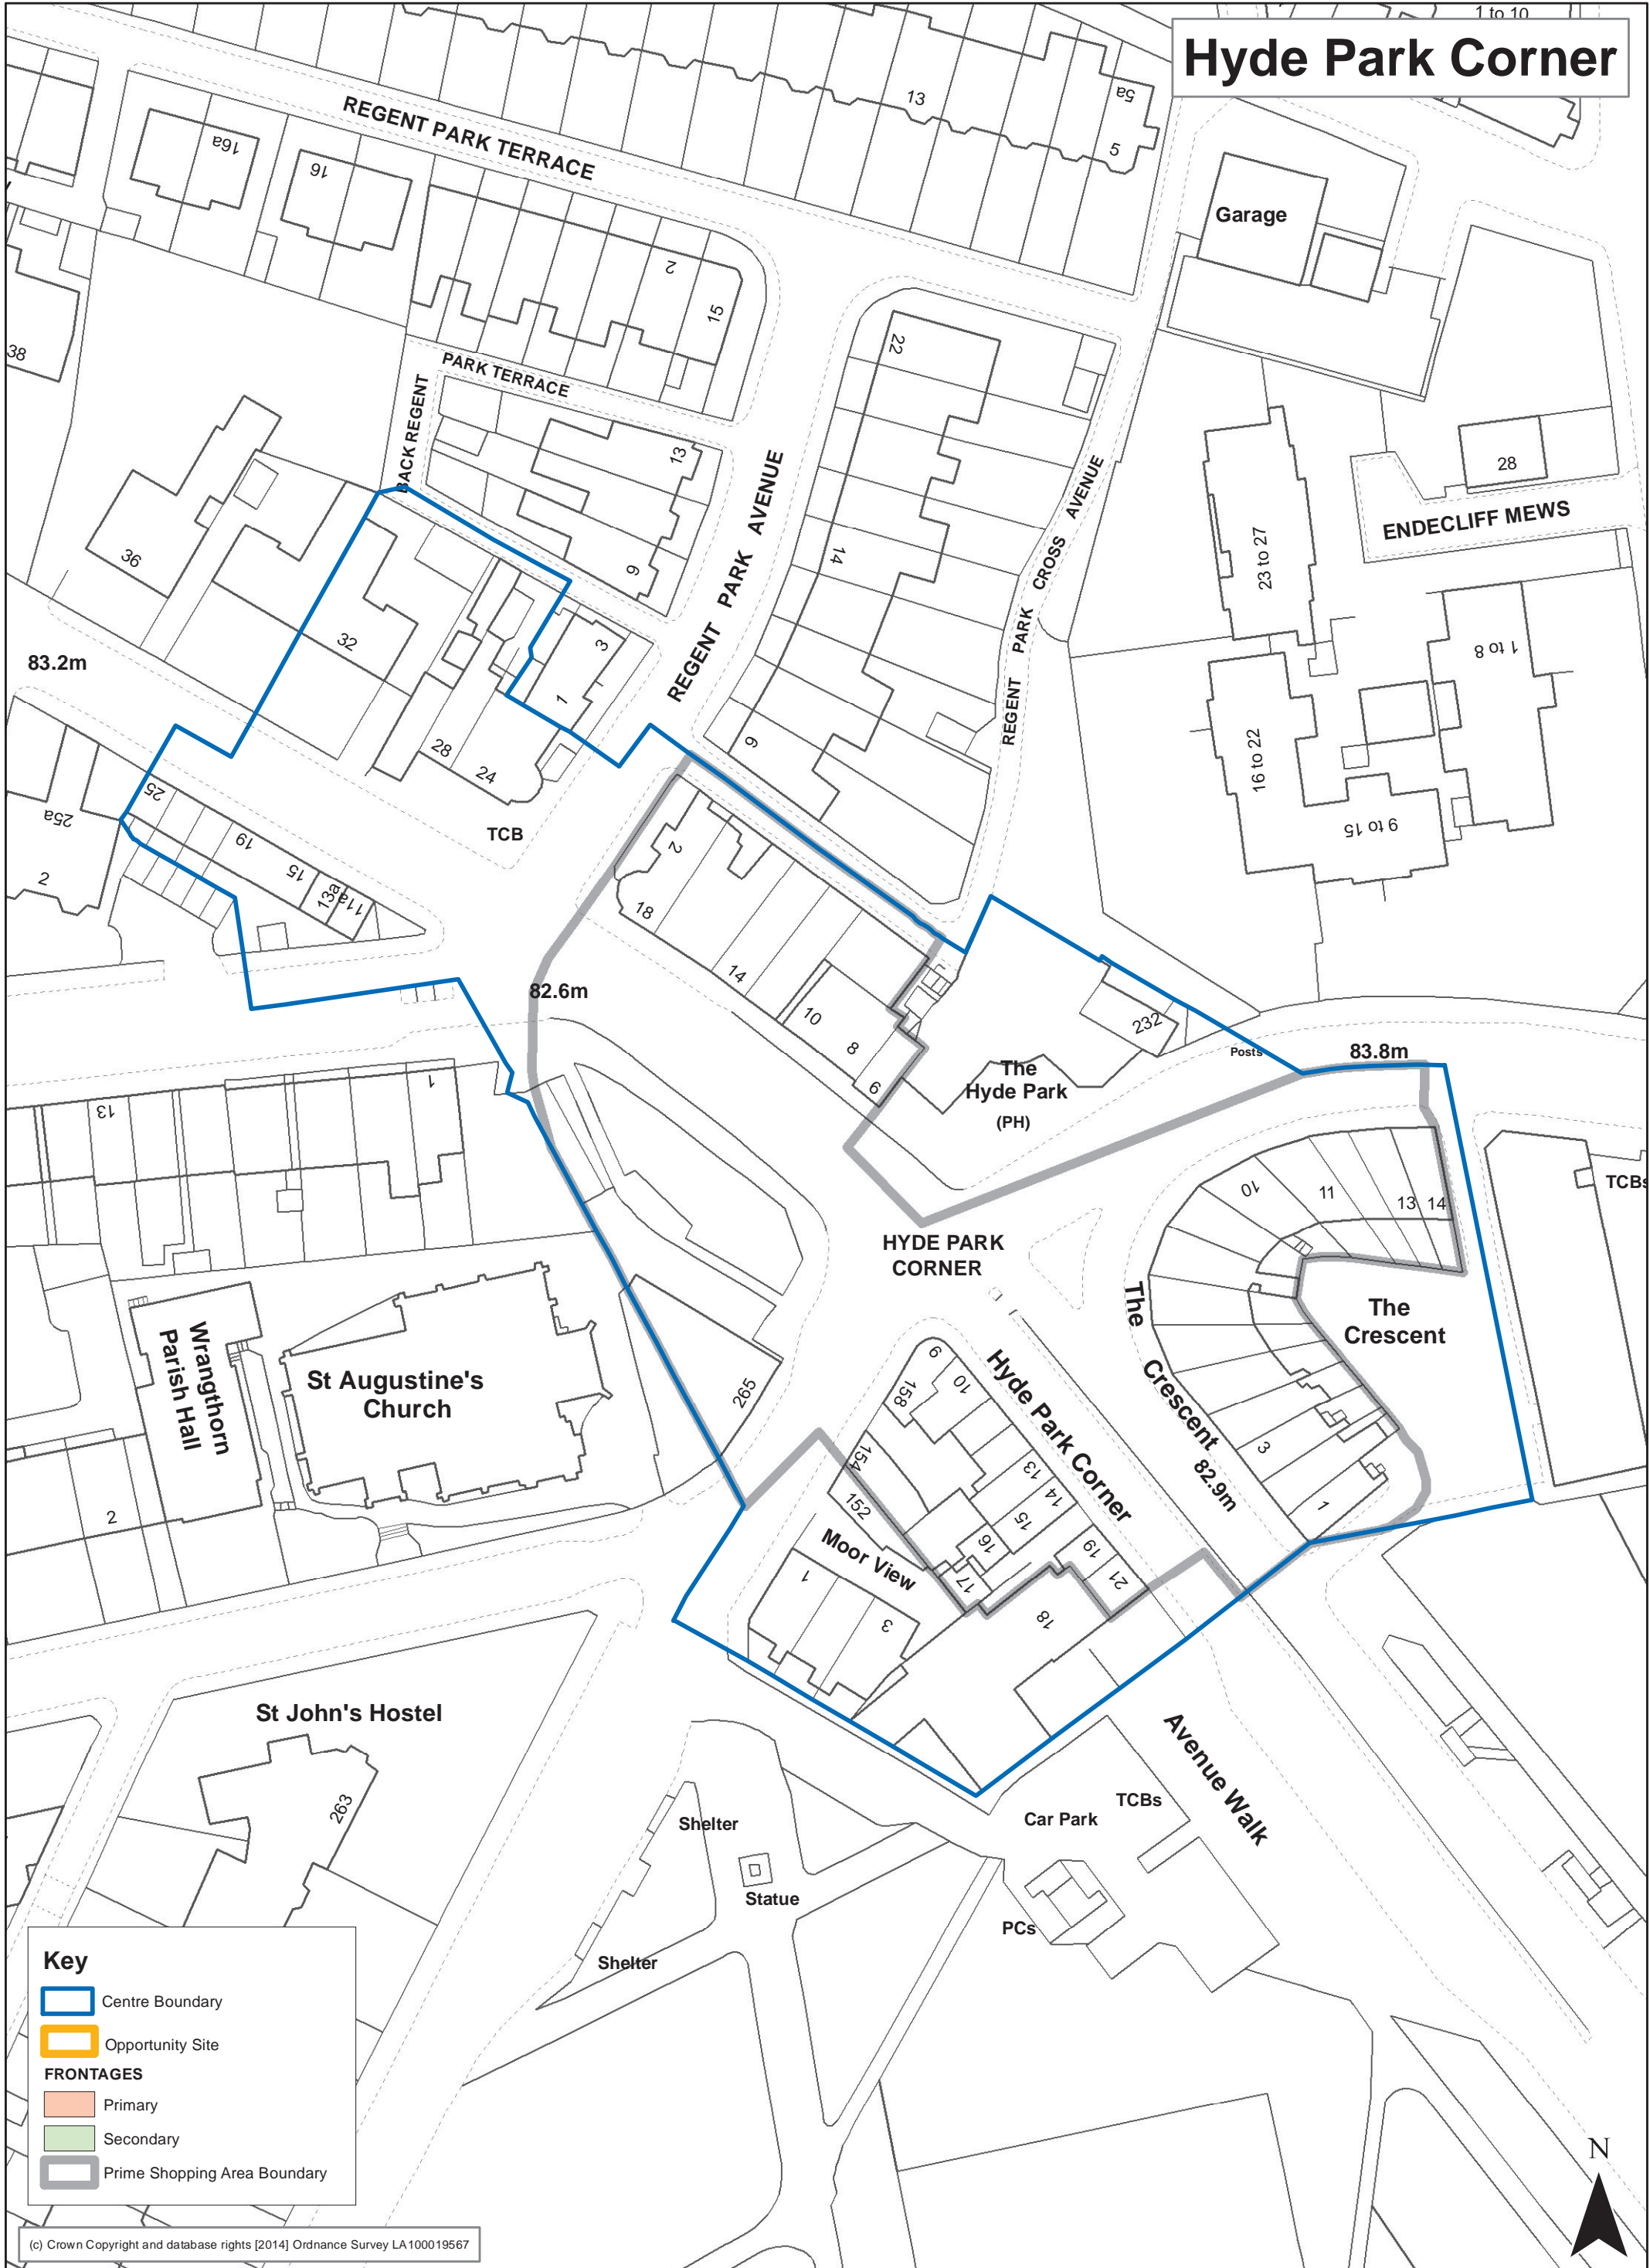 1 to 10
Hyde Park Corner
13
5a
5
REGENT PARK TERRACE
16a
16
Garage
2
15
22
38
PARK TERRACE
BACK REGENT
13
9
REGENT PARK AVENUE
14
6
REGENT PARK CROSS AVENUE
28
ENDECLIFF MEWS
23 to 27
1 to 8
16 to 22
9 to 15
36
32
3
1
83.2m
28
24
TCB
25
25a
19
15
13a
11a
2
2
18
14
10
8
6
82.6m
232
The
Hyde Park
(PH)
Posts
83.8m
13
1
10
11
13
14
TCBs
HYDE PARK
CORNER
The
Crescent
The Crescent
3
1
82.9m
Wrangthorn
Parish Hall
St Augustine's
Church
265
2
9
10
158
154
152
13
14
15
16
17
19
21
18
Hyde Park Corner
Moor View
1
3
St John's Hostel
263
Avenue Walk
Shelter
Statue
Shelter
Car Park
TCBs
PCs
Key
Centre Boundary
Opportunity Site
FRONTAGES
Primary
Secondary
Prime Shopping Area Boundary
N
(c) Crown Copyright and database rights [2014] Ordnance Survey LA100019567